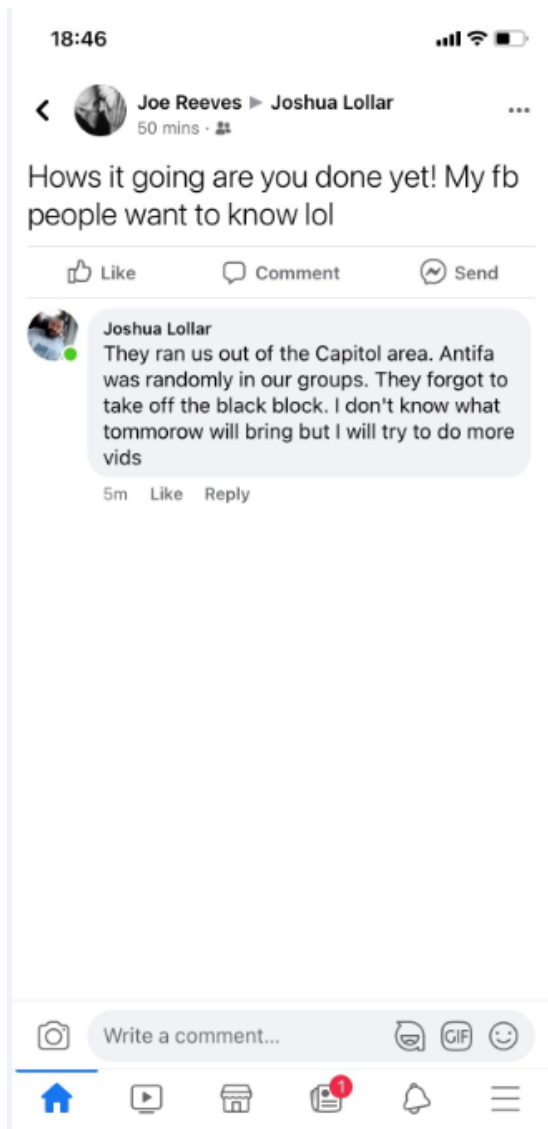 18:46
Joe Reeves ▶ Joshua Lollar
50 mins ·
Hows it going are you done yet! My fb
people want to know lol
Like Comment Send
Joshua Lollar
They ran us out of the Capitol area. Antifa
was randomly in our groups. They forgot to
take off the black block. I don't know what
tommorow will bring but I will try to do more
vids
5m Like Reply
Write a comment... GIF
1